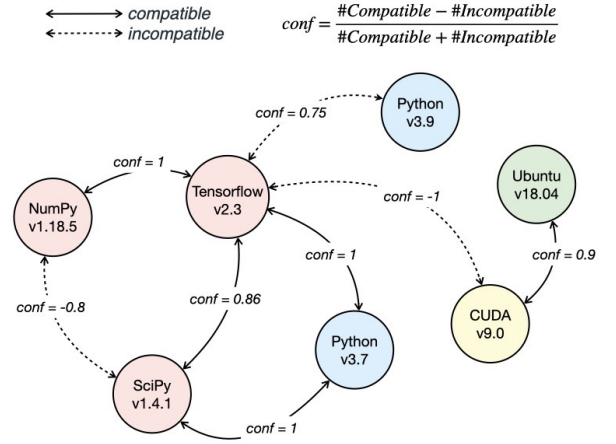 compatible
incompatible
conf = #Compatible − #Incompatible / #Compatible + #Incompatible
Python
v3.9
conf = 0.75
conf = 1
Tensorflow
v2.3
Ubuntu
v18.04
NumPy
v1.18.5
conf = -1
conf = 1
conf = 0.9
conf = 0.86
conf = -0.8
CUDA
v9.0
Python
v3.7
SciPy
v1.4.1
conf = 1